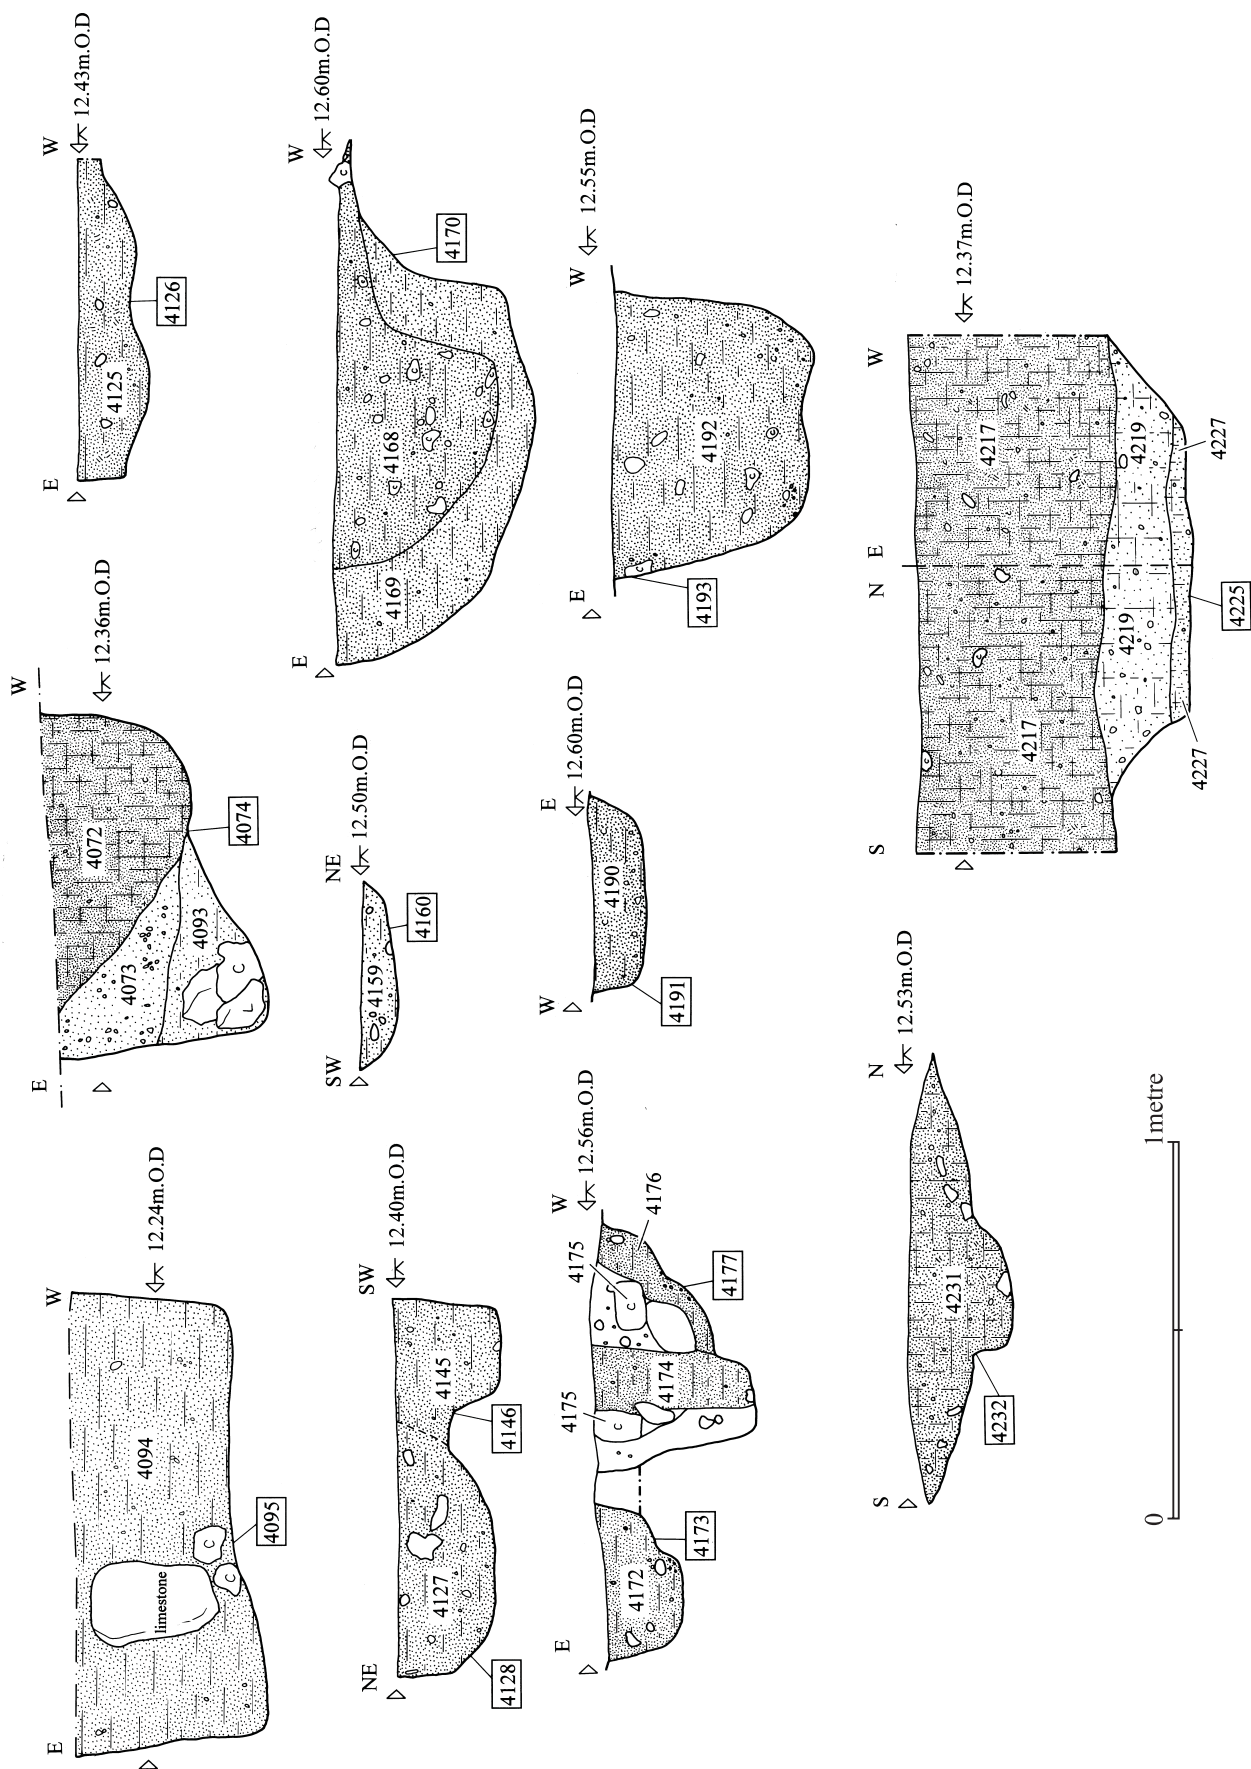 E
W
12.24m.O.D
4094
limestone
C
C
4095
E
W
12.36m.O.D
4072
4073
4093
C
L
4074
E
W
12.43m.O.D
4125
4126
NE
SW
12.40m.O.D
4127
4145
4128
4146
SW
NE
12.50m.O.D
4159
4160
E
W
12.60m.O.D
C
4169
4168
4170
E
W
12.56m.O.D
4175
4175
4176
C
C
4172
4174
4173
4177
W
E
12.60m.O.D
4190
4191
E
W
12.55m.O.D
C
C
4192
4193
S
N
12.53m.O.D
4231
4232
S
N
E
W
12.37m.O.D
4217
4217
4219
4219
4227
4227
4225
0
1metre